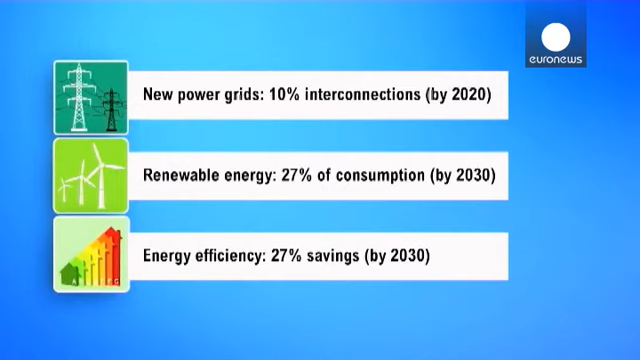 euronews
New power grids: 10% interconnections (by 2020)
Renewable energy: 27% of consumption (by 2030)
Energy efficiency: 27% savings (by 2030)
A
G